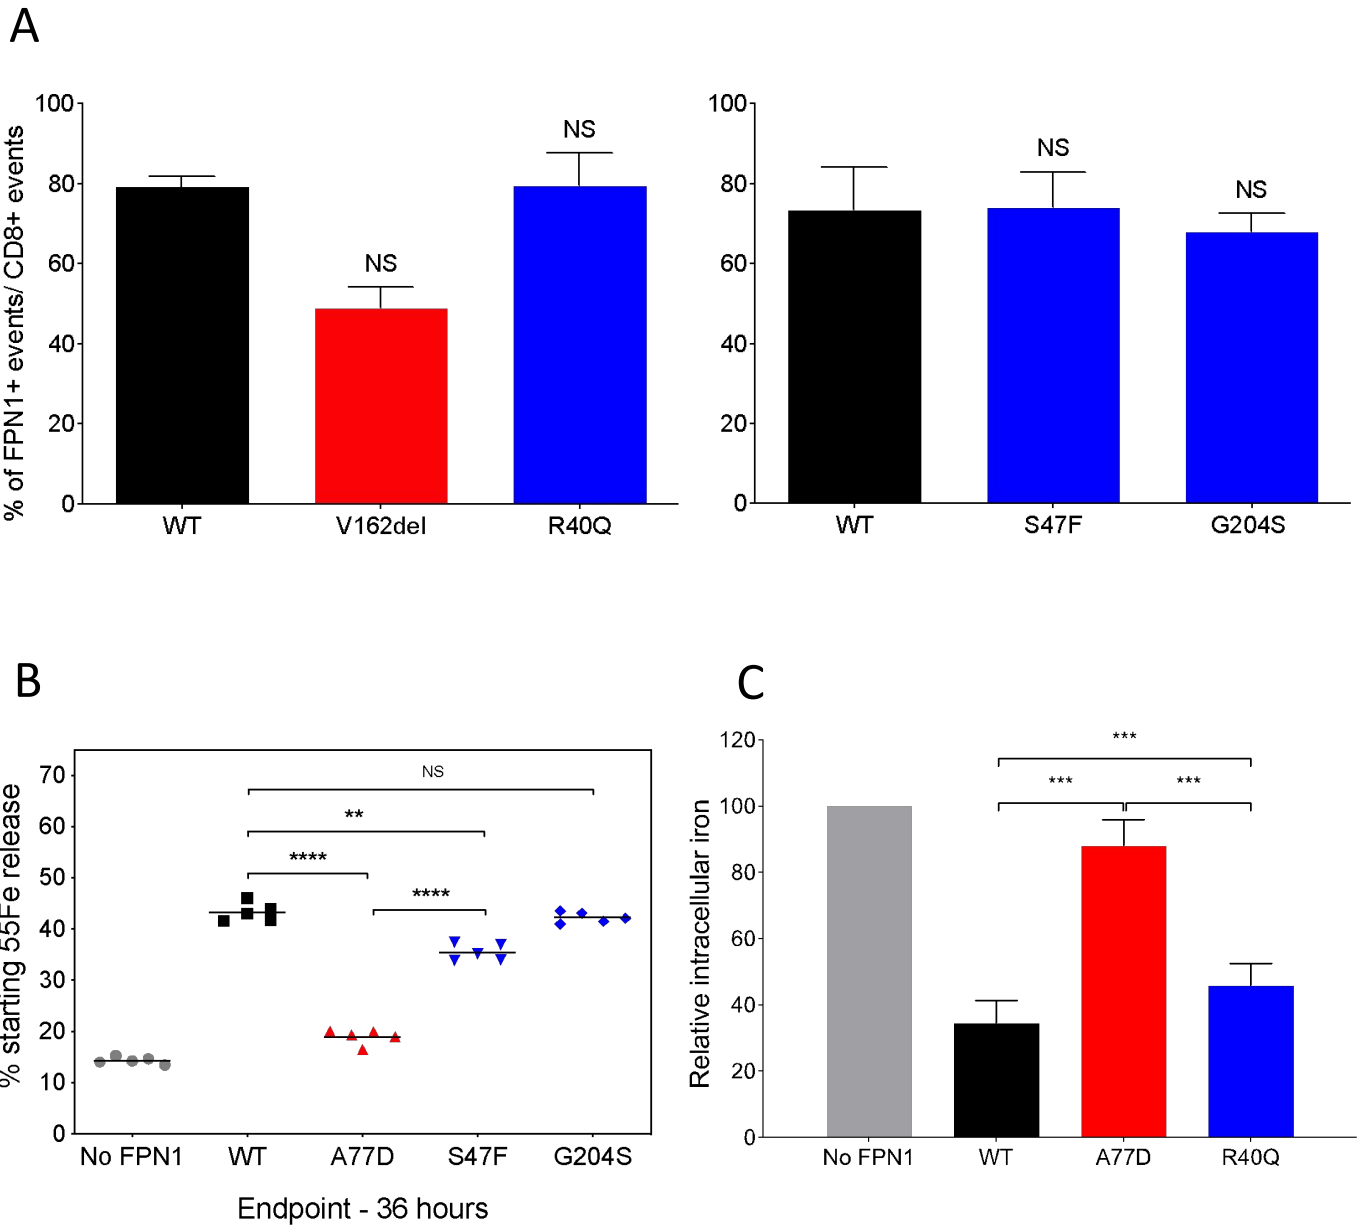 A
% of FPN1+ events/ CD8+ events
100
80
60
40
20
0
NS
NS
WT
V162del
R40Q
100
80
60
40
20
0
NS
NS
WT
S47F
G204S
B
% starting 55Fe release
70
60
50
40
30
20
10
0
NS
**
****
****
No FPN1
WT
A77D
S47F
G204S
Endpoint - 36 hours
C
Relative intracellular iron
120
100
80
60
40
20
0
***
***
***
No FPN1
WT
A77D
R40Q